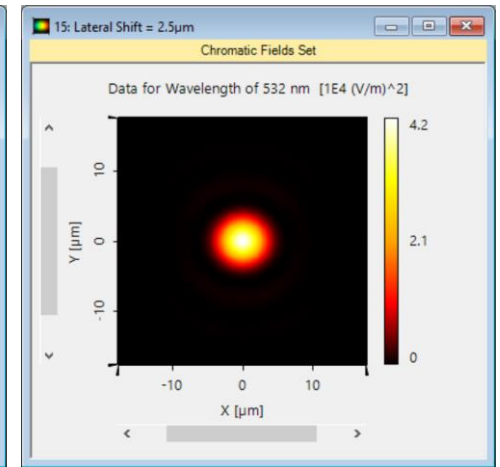 15: Lateral Shift = 2.5µm
Chromatic Fields Set
Data for Wavelength of 532 nm [1E4 (V/m)^2]
4.2
10
2.1
Y [µm]
0
-10
0
-10
0
10
X [µm]